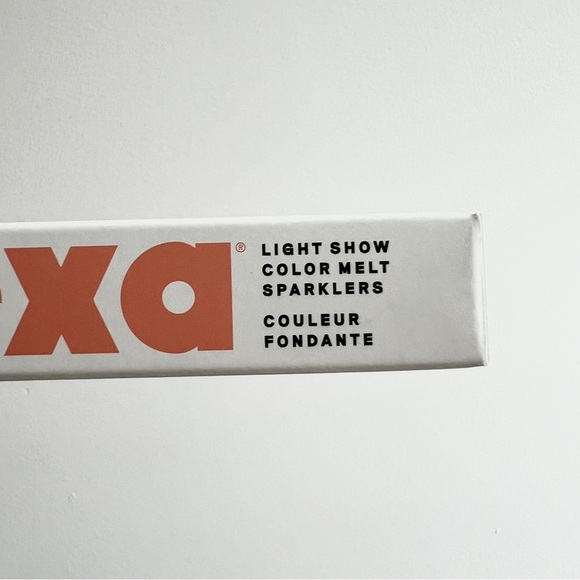 xa®
LIGHT SHOW
COLOR MELT
SPARKLERS
COULEUR
FONDANTE